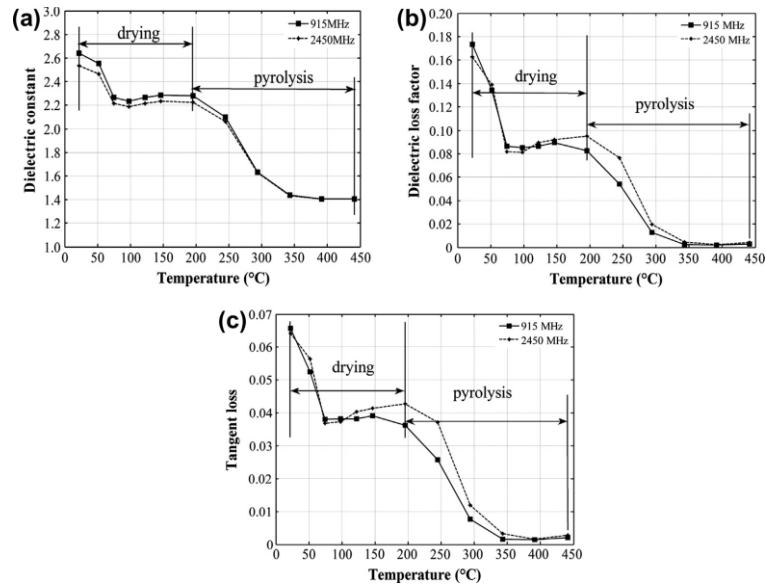 (a)
915MHz
2450MHz
drying
pyrolysis
Dielectric constant
3.0
2.8
2.6
2.4
2.2
2.0
1.8
1.6
1.4
1.2
1.0
0 50 100 150 200 250 300 350 400 450
Temperature (°C)
(b)
915 MHz
2450 MHz
drying
pyrolysis
Dielectric loss factor
0.20
0.18
0.16
0.14
0.12
0.10
0.08
0.06
0.04
0.02
0
0 50 100 150 200 250 300 350 400 450
Temperature (°C)
(c)
915 MHz
2450 MHz
drying
pyrolysis
Tangent loss
0.07
0.06
0.05
0.04
0.03
0.02
0.01
0
0 50 100 150 200 250 300 350 400 450
Temperature (°C)